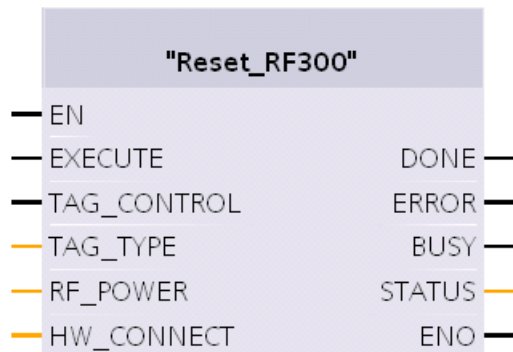 "Reset_RF300"
EN
EXECUTE DONE
TAG_CONTROL ERROR
TAG_TYPE BUSY
RF_POWER STATUS
HW_CONNECT ENO